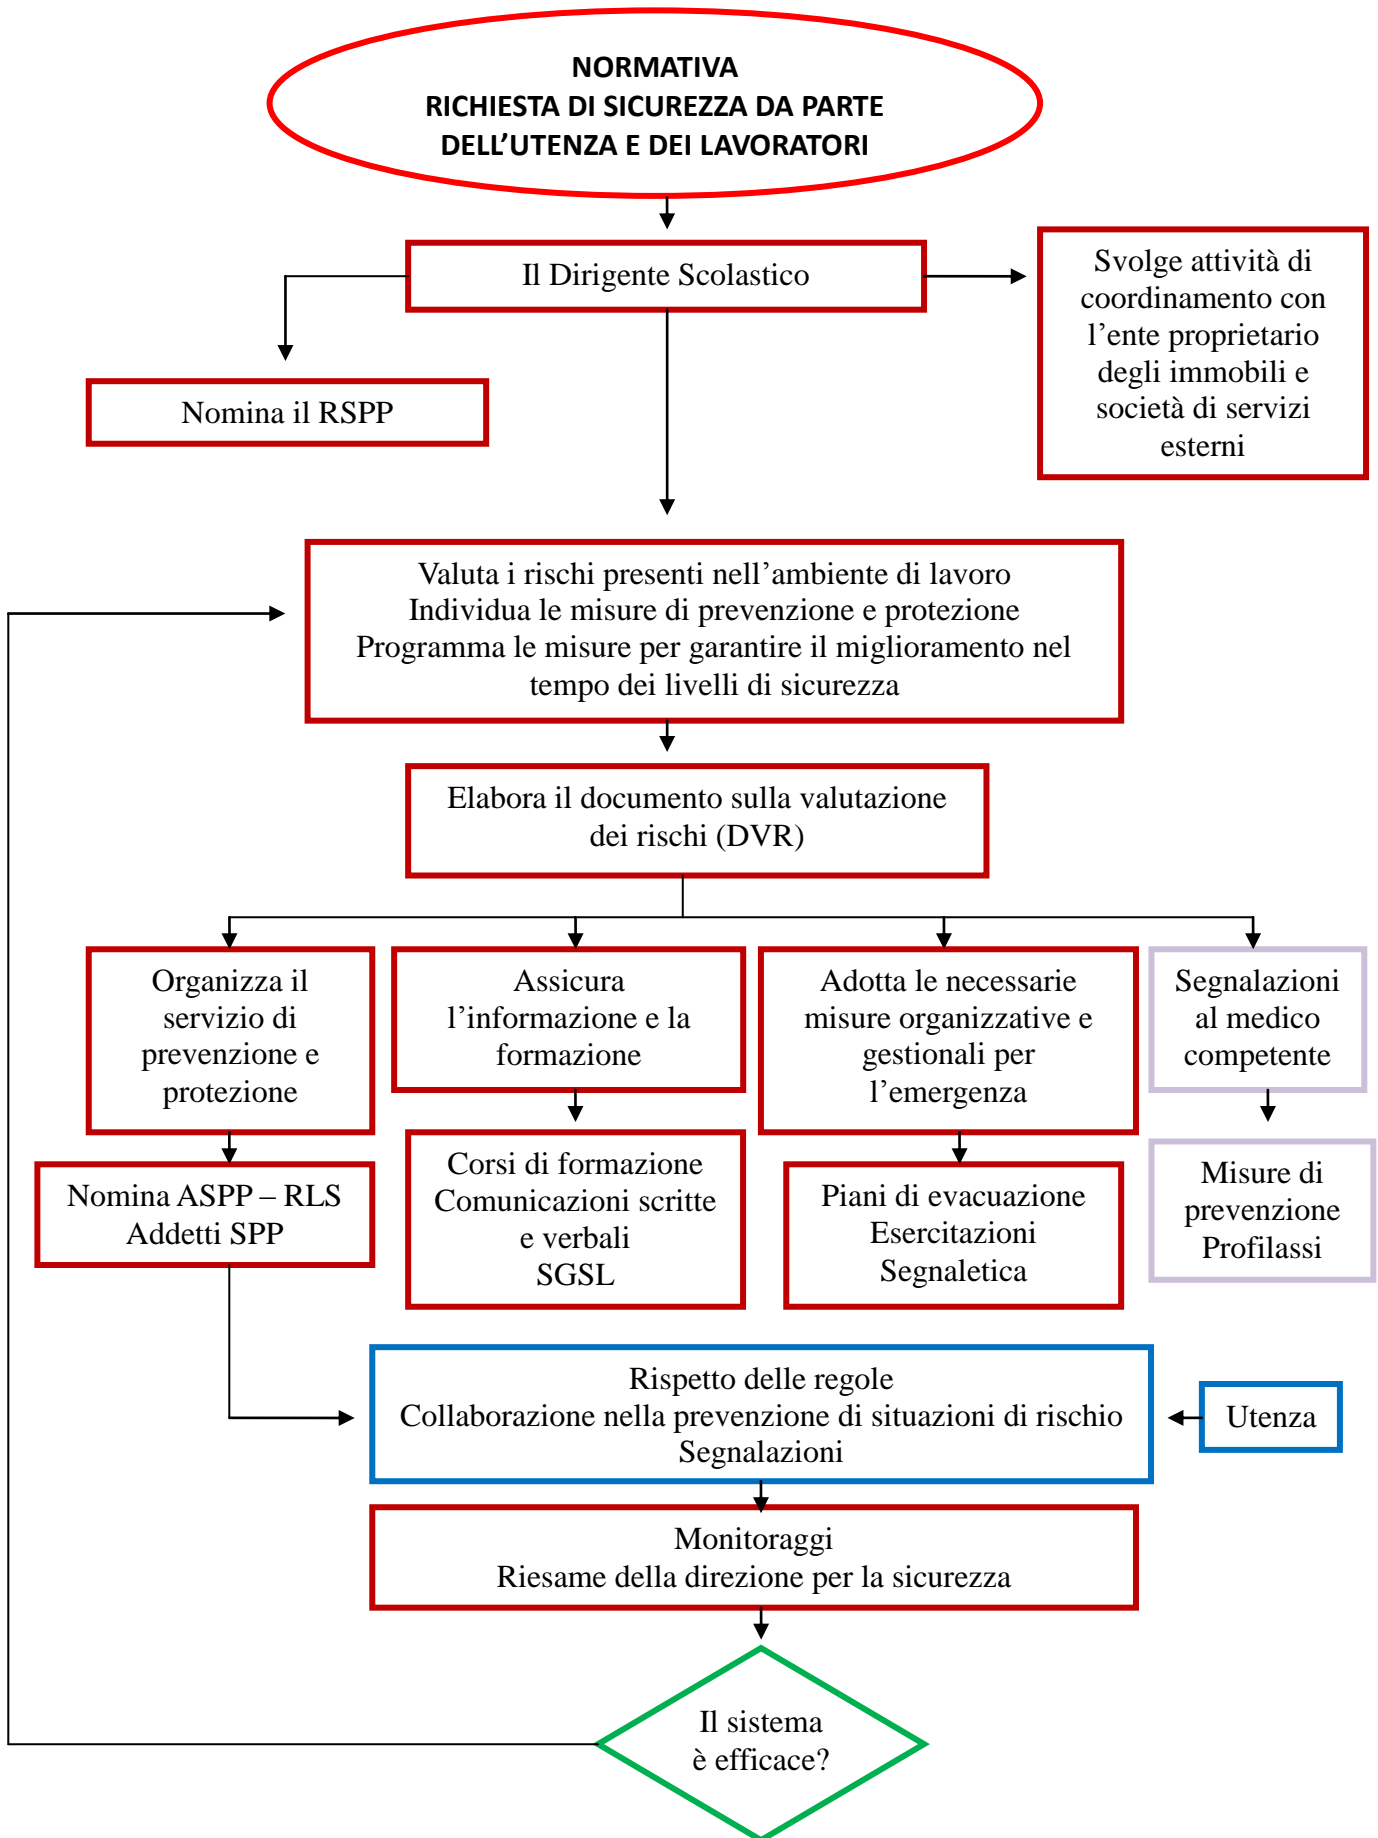 NORMATIVA
RICHIESTA DI SICUREZZA DA PARTE
DELL’UTENZA E DEI LAVORATORI
Il Dirigente Scolastico
Svolge attività di
coordinamento con
l’ente proprietario
degli immobili e
società di servizi
esterni
Nomina il RSPP
Valuta i rischi presenti nell’ambiente di lavoro
Individua le misure di prevenzione e protezione
Programma le misure per garantire il miglioramento nel
tempo dei livelli di sicurezza
Elabora il documento sulla valutazione
dei rischi (DVR)
Organizza il
servizio di
prevenzione e
protezione
Assicura
l’informazione e la
formazione
Adotta le necessarie
misure organizzative e
gestionali per
l’emergenza
Segnalazioni
al medico
competente
Nomina ASPP – RLS
Addetti SPP
Corsi di formazione
Comunicazioni scritte
e verbali
SGSL
Piani di evacuazione
Esercitazioni
Segnaletica
Misure di
prevenzione
Profilassi
Rispetto delle regole
Collaborazione nella prevenzione di situazioni di rischio
Segnalazioni
Utenza
Monitoraggi
Riesame della direzione per la sicurezza
Il sistema
è efficace?